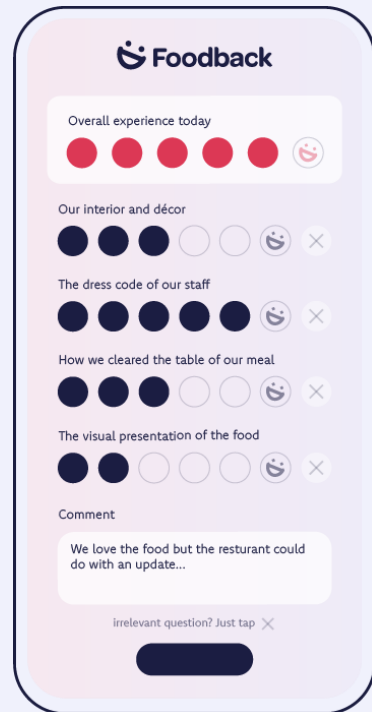 Foodback
Overall experience today
Our interior and décor
The dress code of our staff
How we cleared the table of our meal
The visual presentation of the food
Comment
We love the food but the resturant could
do with an update...
irrelevant question? Just tap